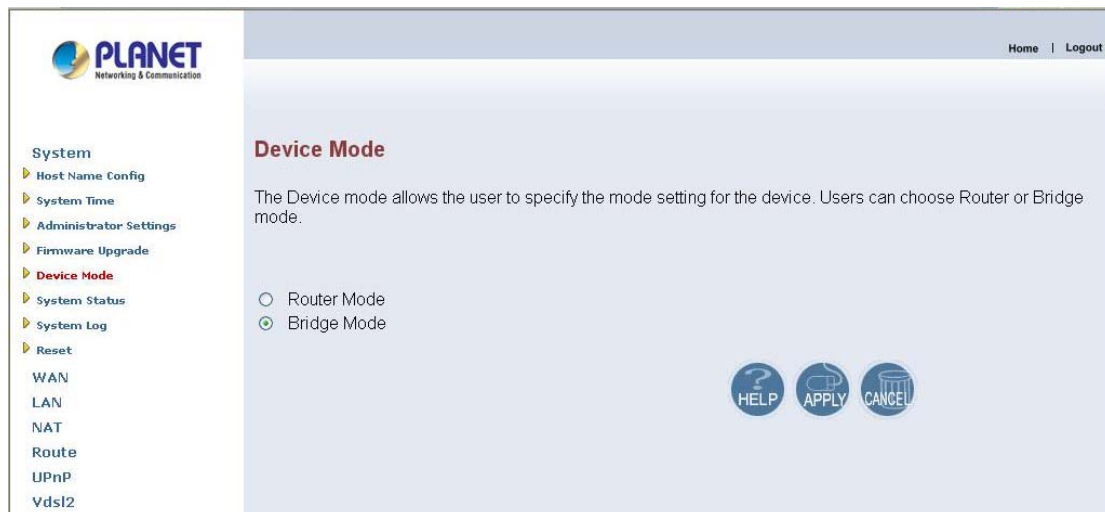 PLANET
Networking & Communication
Home | Logout
System
Host Name Config
System Time
Administrator Settings
Firmware Upgrade
Device Mode
System Status
System Log
Reset
WAN
LAN
NAT
Route
UPnP
Vdsl2
Device Mode
The Device mode allows the user to specify the mode setting for the device. Users can choose Router or Bridge
mode.
Router Mode
Bridge Mode
HELP
APPLY
CANCEL